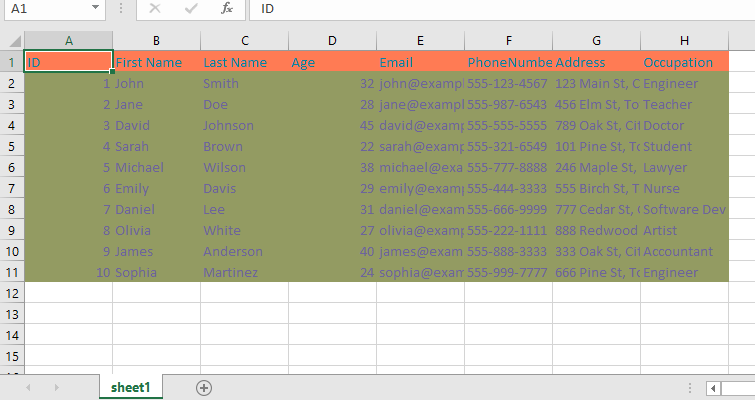 A1 fx ID
A B C D E F G H
1 ID First Name Last Name Age Email PhoneNumbe Address Occupation
2 1 John Smith 32 john@exampl 555-123-4567 123 Main St, C Engineer
3 2 Jane Doe 28 jane@exampl 555-987-6543 456 Elm St, To Teacher
4 3 David Johnson 45 david@examp 555-555-5555 789 Oak St, Cit Doctor
5 4 Sarah Brown 22 sarah@examp 555-321-6549 101 Pine St, To Student
6 5 Michael Wilson 38 michael@exa 555-777-8888 246 Maple St, Lawyer
7 6 Emily Davis 29 emily@examp 555-444-3333 555 Birch St, T Nurse
8 7 Daniel Lee 31 daniel@exam 555-666-9999 777 Cedar St, Software Dev
9 8 Olivia White 27 olivia@examp 555-222-1111 888 Redwood Artist
10 9 James Anderson 40 james@exam 555-888-3333 333 Oak St, Cit Accountant
11 10 Sophia Martinez 24 sophia@exam 555-999-7777 666 Pine St, To Engineer
12
13
14
15
sheet1